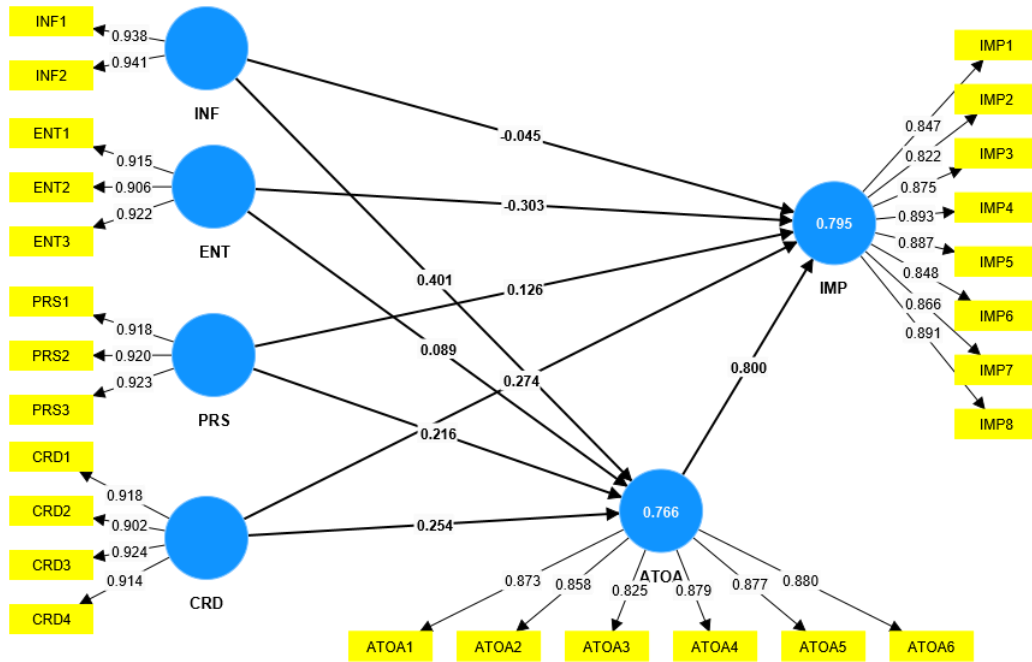 INF1
0.938
INF2
0.941
INF
ENT1
0.915
ENT2
0.906
ENT3
0.922
ENT
PRS1
0.918
PRS2
0.920
PRS3
0.923
PRS
CRD1
0.918
CRD2
0.902
CRD3
0.924
CRD4
0.914
CRD
-0.045
-0.303
0.401
0.126
0.089
0.274
0.216
0.254
0.800
0.795
IMP
IMP1
0.847
IMP2
0.822
IMP3
0.875
IMP4
0.893
IMP5
0.887
IMP6
0.848
IMP7
0.866
IMP8
0.891
0.766
ATOA
0.873
0.858
0.825
0.879
0.877
0.880
ATOA1
ATOA2
ATOA3
ATOA4
ATOA5
ATOA6